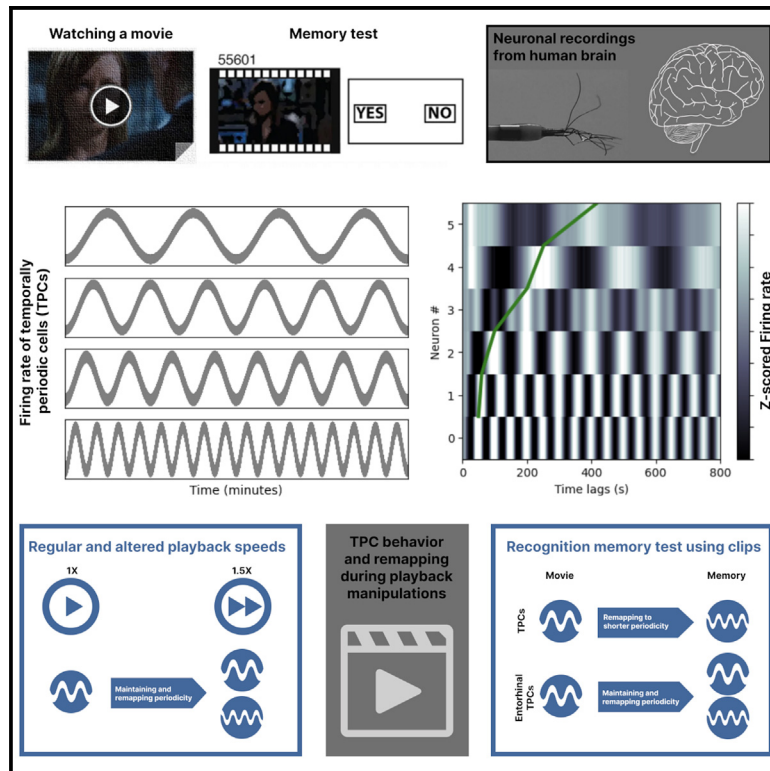 Watching a movie
Memory test
55601
YES
NO
Neuronal recordings
from human brain
Firing rate of temporally
periodic cells (TPCs)
Time (minutes)
Neuron #
5
4
3
2
1
0
0
200
400
600
800
Time lags (s)
Z-scored Firing rate
Regular and altered playback speeds
1X
1.5X
Maintaining and
remapping periodicity
TPC behavior
and remapping
during playback
manipulations
Recognition memory test using clips
Movie
Memory
TPCs
Remapping to
shorter periodicity
Entorhinal
TPCs
Maintaining and
remapping periodicity